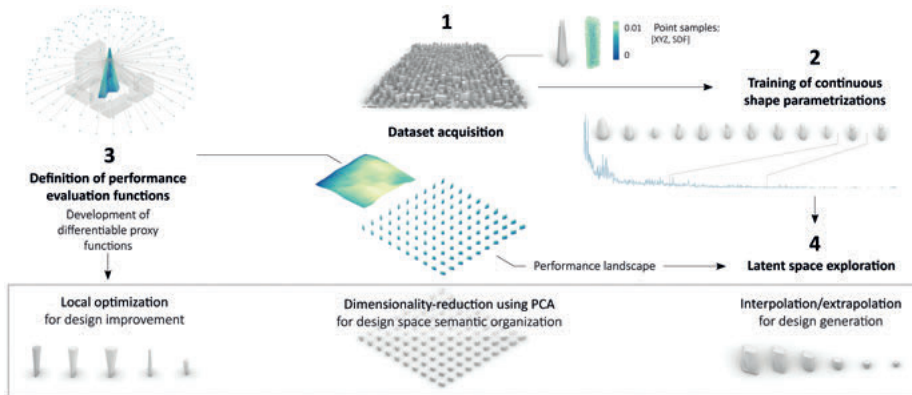 1
0.01
Point samples:
[XYZ, SDF]
0
Dataset acquisition
2
Training of continuous
shape parametrizations
3
Definition of performance
evaluation functions
Development of
differentiable proxy
functions
Performance landscape
4
Latent space exploration
Local optimization
for design improvement
Dimensionality-reduction using PCA
for design space semantic organization
Interpolation/extrapolation
for design generation